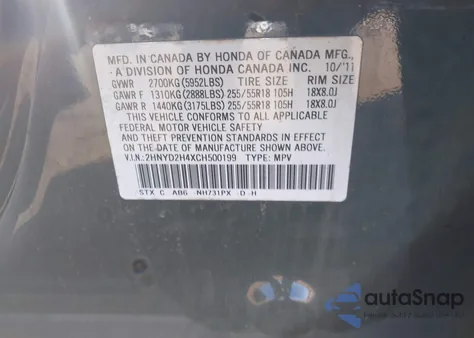 MFD. IN CANADA BY HONDA OF CANADA MFG.,
A DIVISION OF HONDA CANADA INC. 10/'11
GVWR 2700KG(5952LBS) TIRE SIZE RIM SIZE
GAWR F 1310KG(2888LBS) 255/55R18 105H 18X8.0J
GAWR R 1440KG(3175LBS) 255/55R18 105H 18X8.0J
THIS VEHICLE CONFORMS TO ALL APPLICABLE
FEDERAL MOTOR VEHICLE SAFETY
AND THEFT PREVENTION STANDARDS IN EFFECT
ON THE DATE OF MANUFACTURE SHOWN ABOVE.
V.I.N.:2HNYD2H4XCH500199 TYPE: MPV
STX C AB6 NH731PX -D -H
autoSnap